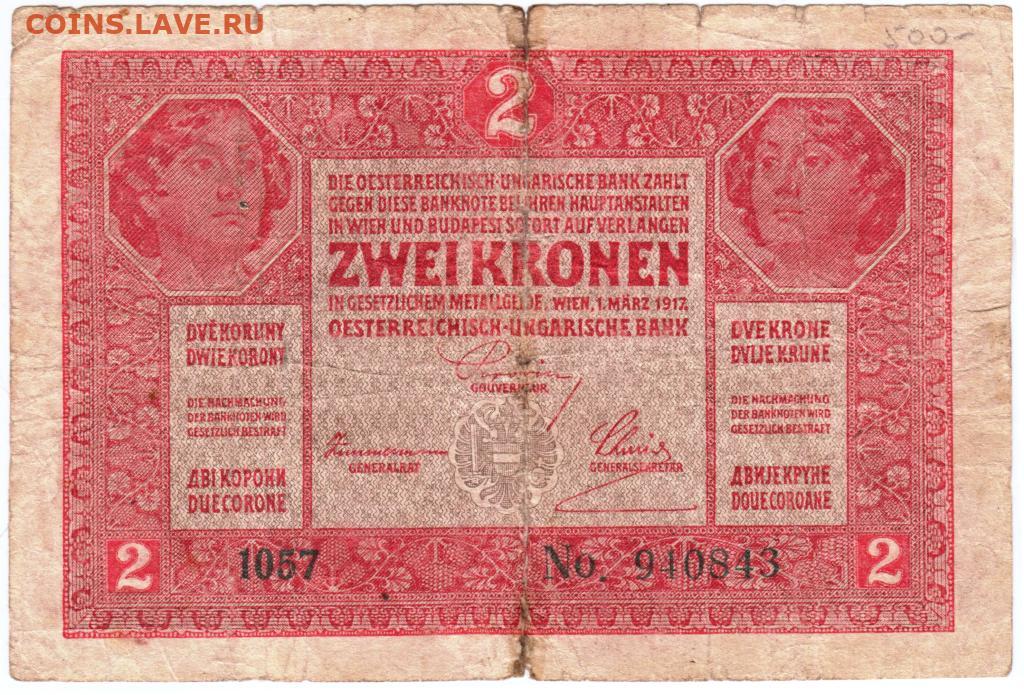 COINS.LAVE.RU
500-
2
DIE OESTERREICHISCH-UNGARISCHE BANK ZAHLT
GEGEN DIESE BANKNOTE BEI IHREN HAUPTANSTALTEN
IN WIEN UND BUDAPEST SOFORT AUF VERLANGEN
ZWEI KRONEN
IN GESETZLICHEM METALLGELDE. WIEN, 1. MÄRZ 1917.
OESTERREICHISCH-UNGARISCHE BANK
DVĚ KORUNY
DWIE KORONY
DIE NACHMACHUNG
DER BANKNOTEN WIRD
GESETZLICH BESTRAFT
ДВІ КОРОНИ
DUE CORONE
GOUVERNEUR
GENERALRAT
GENERALSEKRETÄR
DVE KRONE
DVIJE KRUNE
DIE NACHMACHUNG
DER BANKNOTEN WIRD
GESETZLICH BESTRAFT
ДВИЈЕ КРУНЕ
DOUE COROANE
2
1057
No. 940843
2